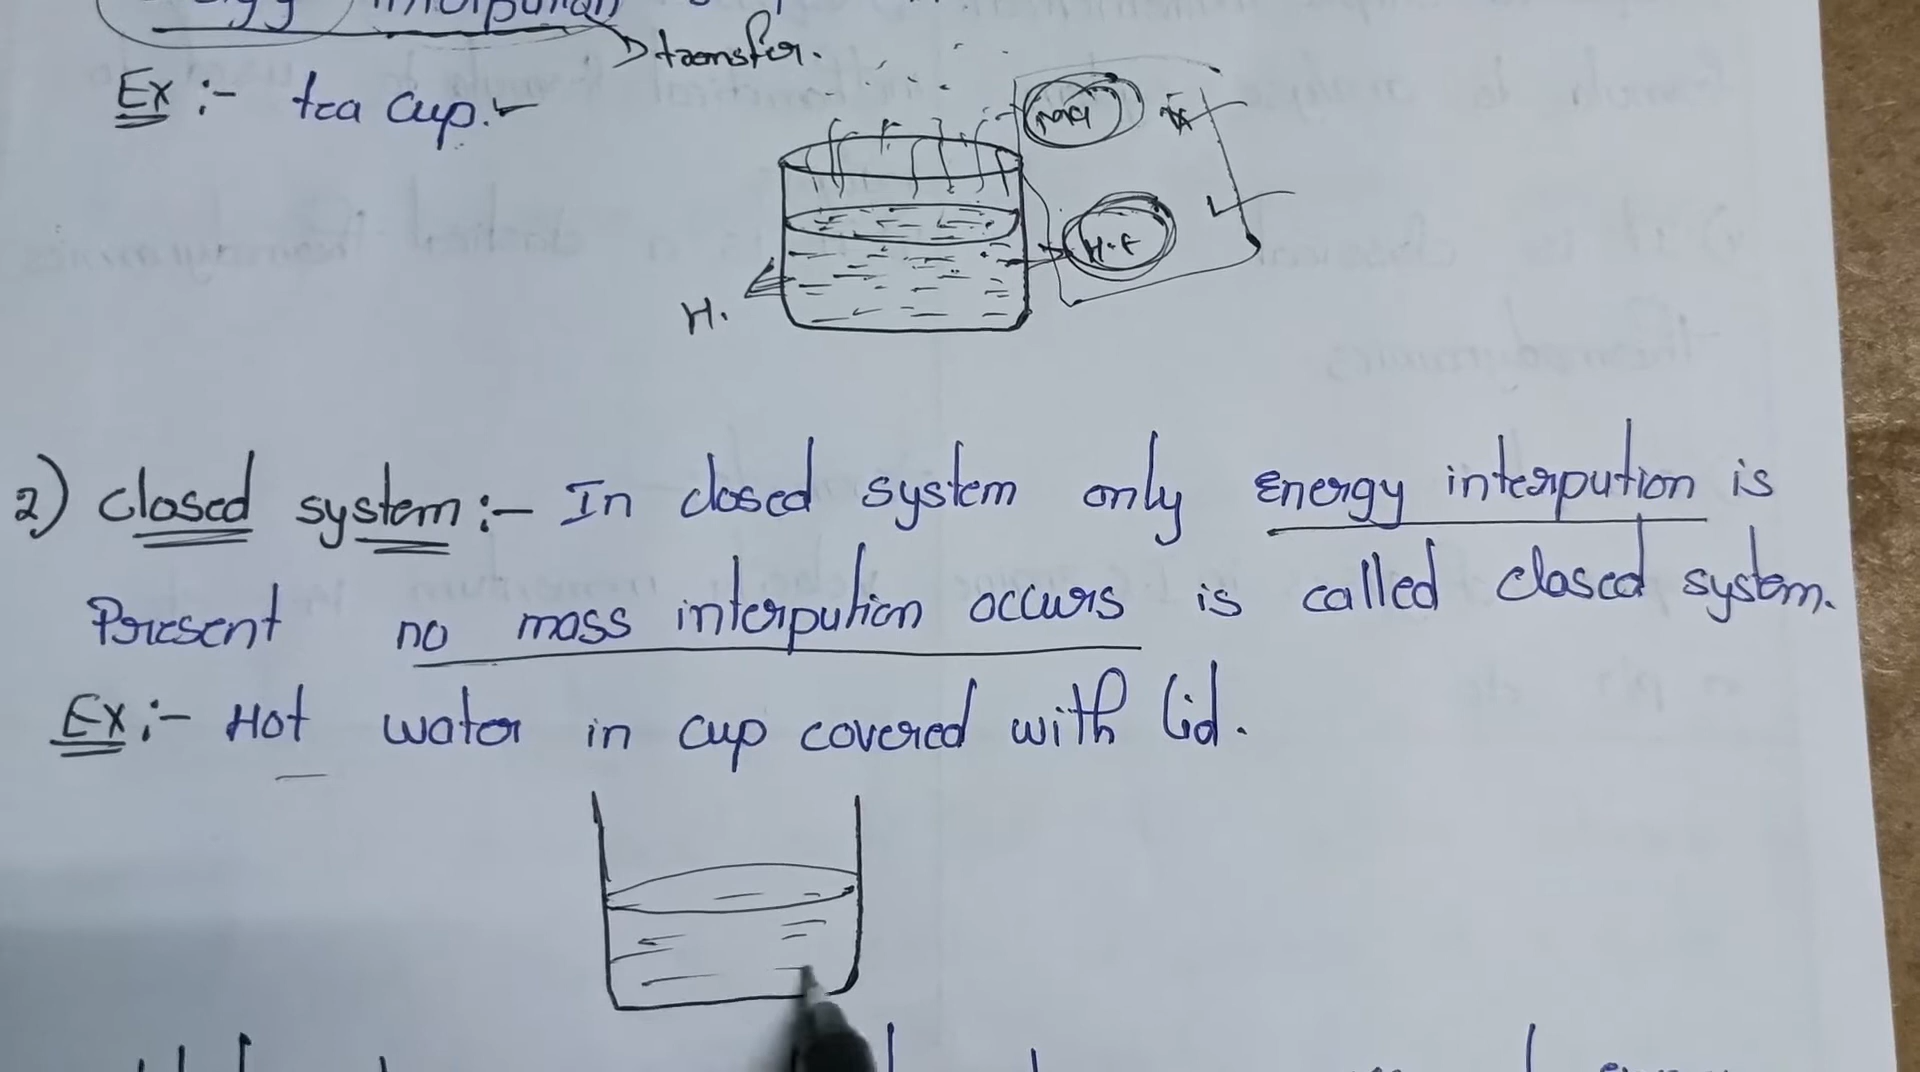 transfer.
Ex :- tea cup.
H.F
H.
2) closed system :- In closed system only Energy interpution is
Present no mass interpution occurs is called closed system.
Ex :- Hot water in cup covered with lid.